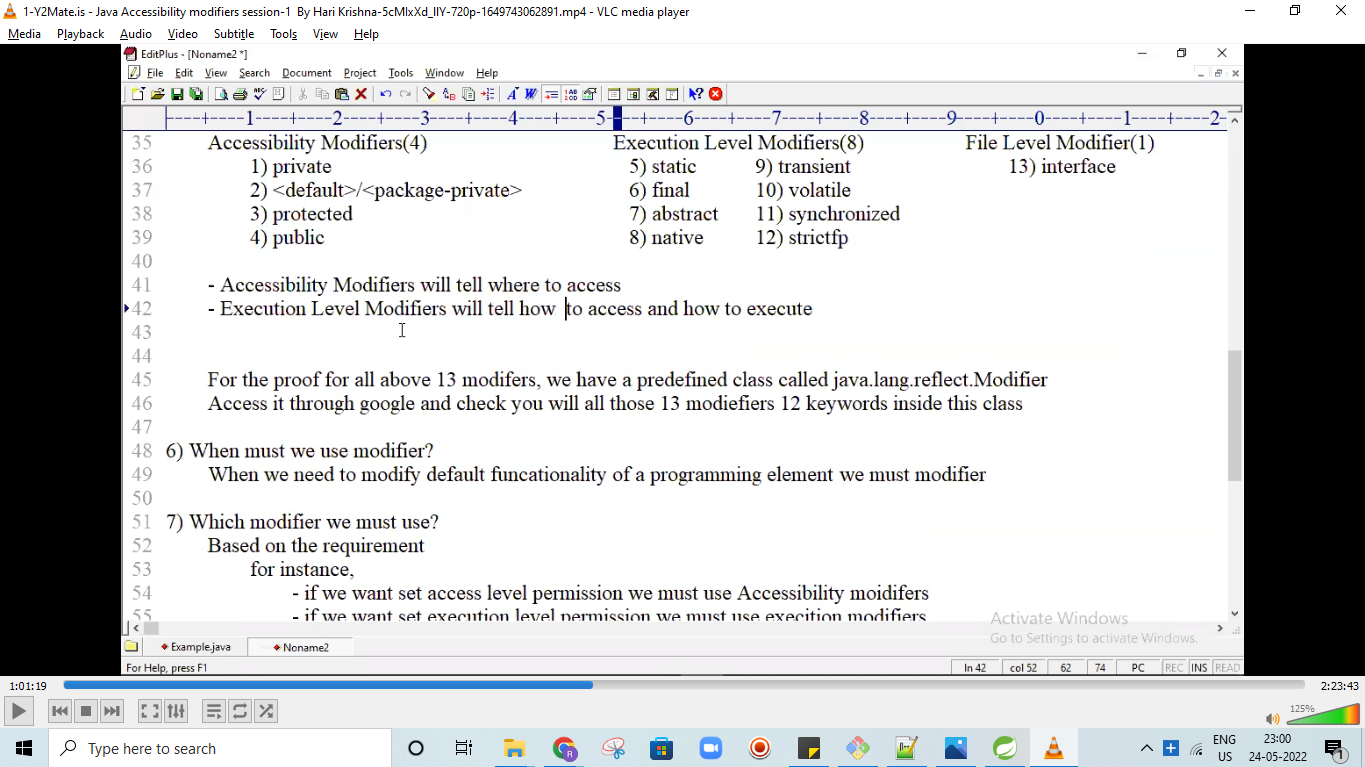 1-Y2Mate.is - Java Accessibility modifiers session-1 By Hari Krishna-5cMlxXd_IIY-720p-1649743062891.mp4 - VLC media player
Media Playback Audio Video Subtitle Tools View Help
EditPlus - [Noname2 *]
File Edit View Search Document Project Tools Window Help
----+----1----+----2----+----3----+----4----+----5----+----6----+----7----+----8----+----9----+----0----+----1----+----2-
35 Accessibility Modifiers(4) Execution Level Modifiers(8) File Level Modifier(1)
36 1) private 5) static 9) transient 13) interface
37 2) <default>/<package-private> 6) final 10) volatile
38 3) protected 7) abstract 11) synchronized
39 4) public 8) native 12) strictfp
40
41 - Accessibility Modifiers will tell where to access
42 - Execution Level Modifiers will tell how to access and how to execute
43
44
45 For the proof for all above 13 modifers, we have a predefined class called java.lang.reflect.Modifier
46 Access it through google and check you will all those 13 modiefiers 12 keywords inside this class
47
48 6) When must we use modifier?
49 When we need to modify default funcationality of a programming element we must modifier
50
51 7) Which modifier we must use?
52 Based on the requirement
53 for instance,
54 - if we want set access level permission we must use Accessibility moidifers
55 - if we want set execution level permission we must use execition modifiers
Activate Windows
Go to Settings to activate Windows.
Example.java Noname2
For Help, press F1 ln 42 col 52 62 74 PC REC INS READ
1:01:19 2:23:43
125%
Type here to search
ENG
US
23:00
24-05-2022
1